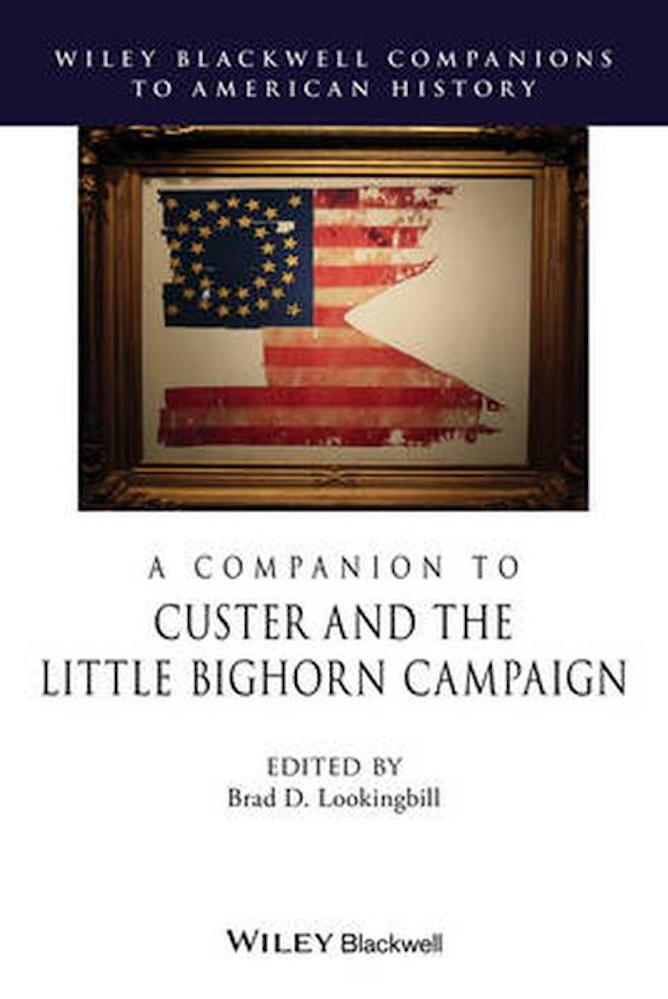 WILEY BLACKWELL COMPANIONS
TO AMERICAN HISTORY
A COMPANION TO
CUSTER AND THE
LITTLE BIGHORN CAMPAIGN
EDITED BY
Brad D. Lookingbill
WILEY Blackwell